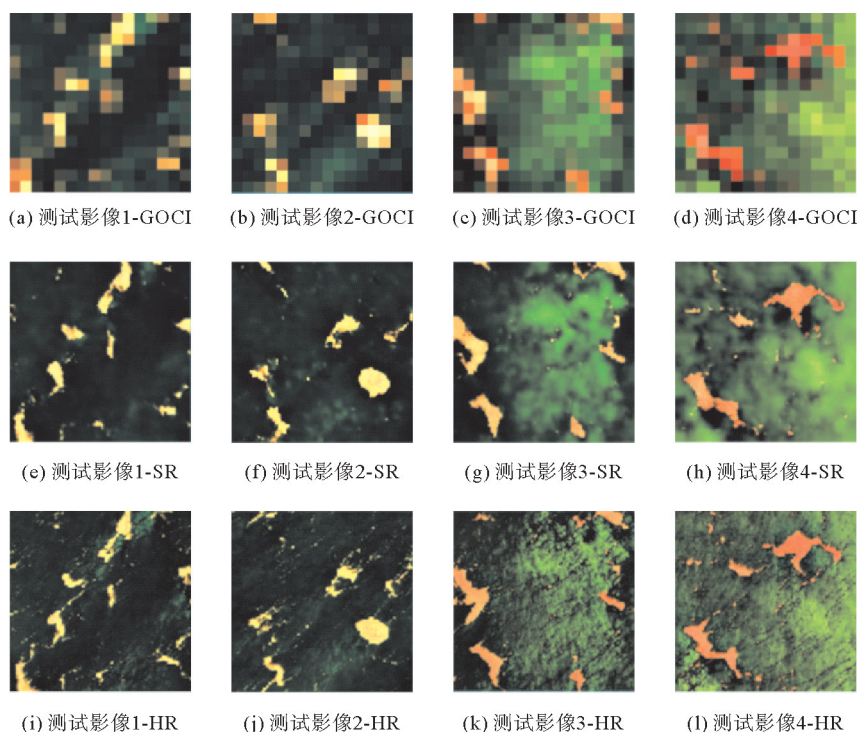 (a) 测试影像1-GOCI
(b) 测试影像2-GOCI
(c) 测试影像3-GOCI
(d) 测试影像4-GOCI
(e) 测试影像1-SR
(f) 测试影像2-SR
(g) 测试影像3-SR
(h) 测试影像4-SR
(i) 测试影像1-HR
(j) 测试影像2-HR
(k) 测试影像3-HR
(l) 测试影像4-HR